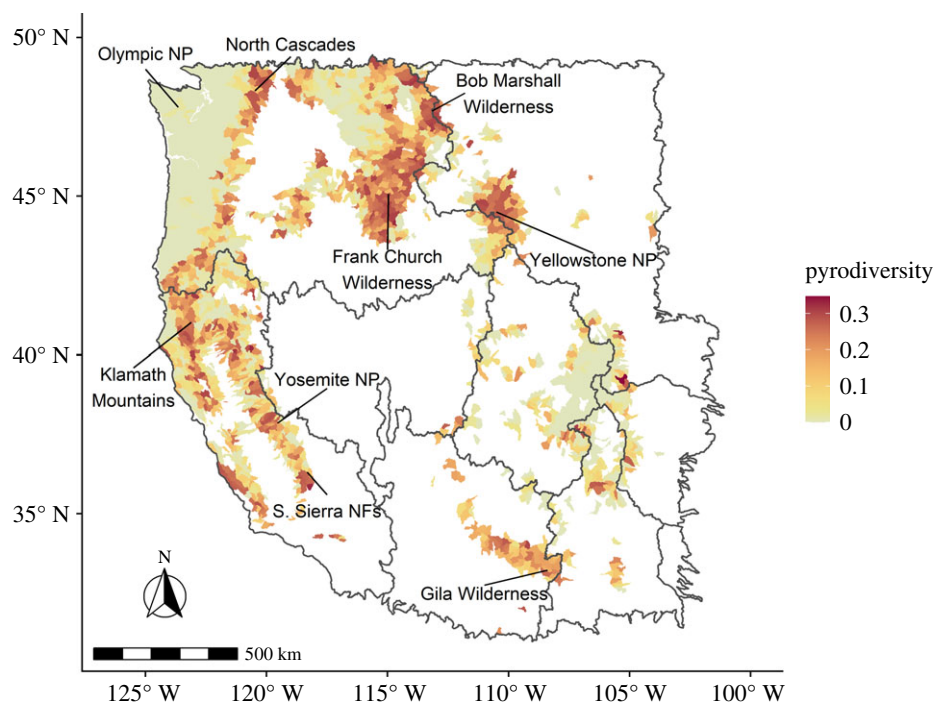 50° N
North Cascades
Olympic NP
Bob Marshall
Wilderness
45° N
Frank Church
Wilderness
Yellowstone NP
pyrodiversity
0.3
0.2
0.1
0
40° N
Klamath
Mountains
Yosemite NP
35° N
S. Sierra NFs
N
Gila Wilderness
500 km
125° W
120° W
115° W
110° W
105° W
100° W